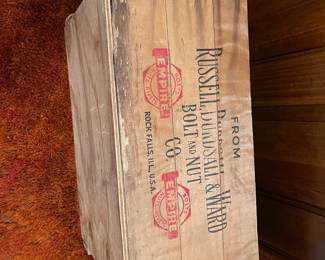 FROM
RUSSELL, BURDSALL & WARD
BOLT AND NUT
CO
EMPIRE
EMPIRE
ROCK FALLS, ILL., U.S.A.